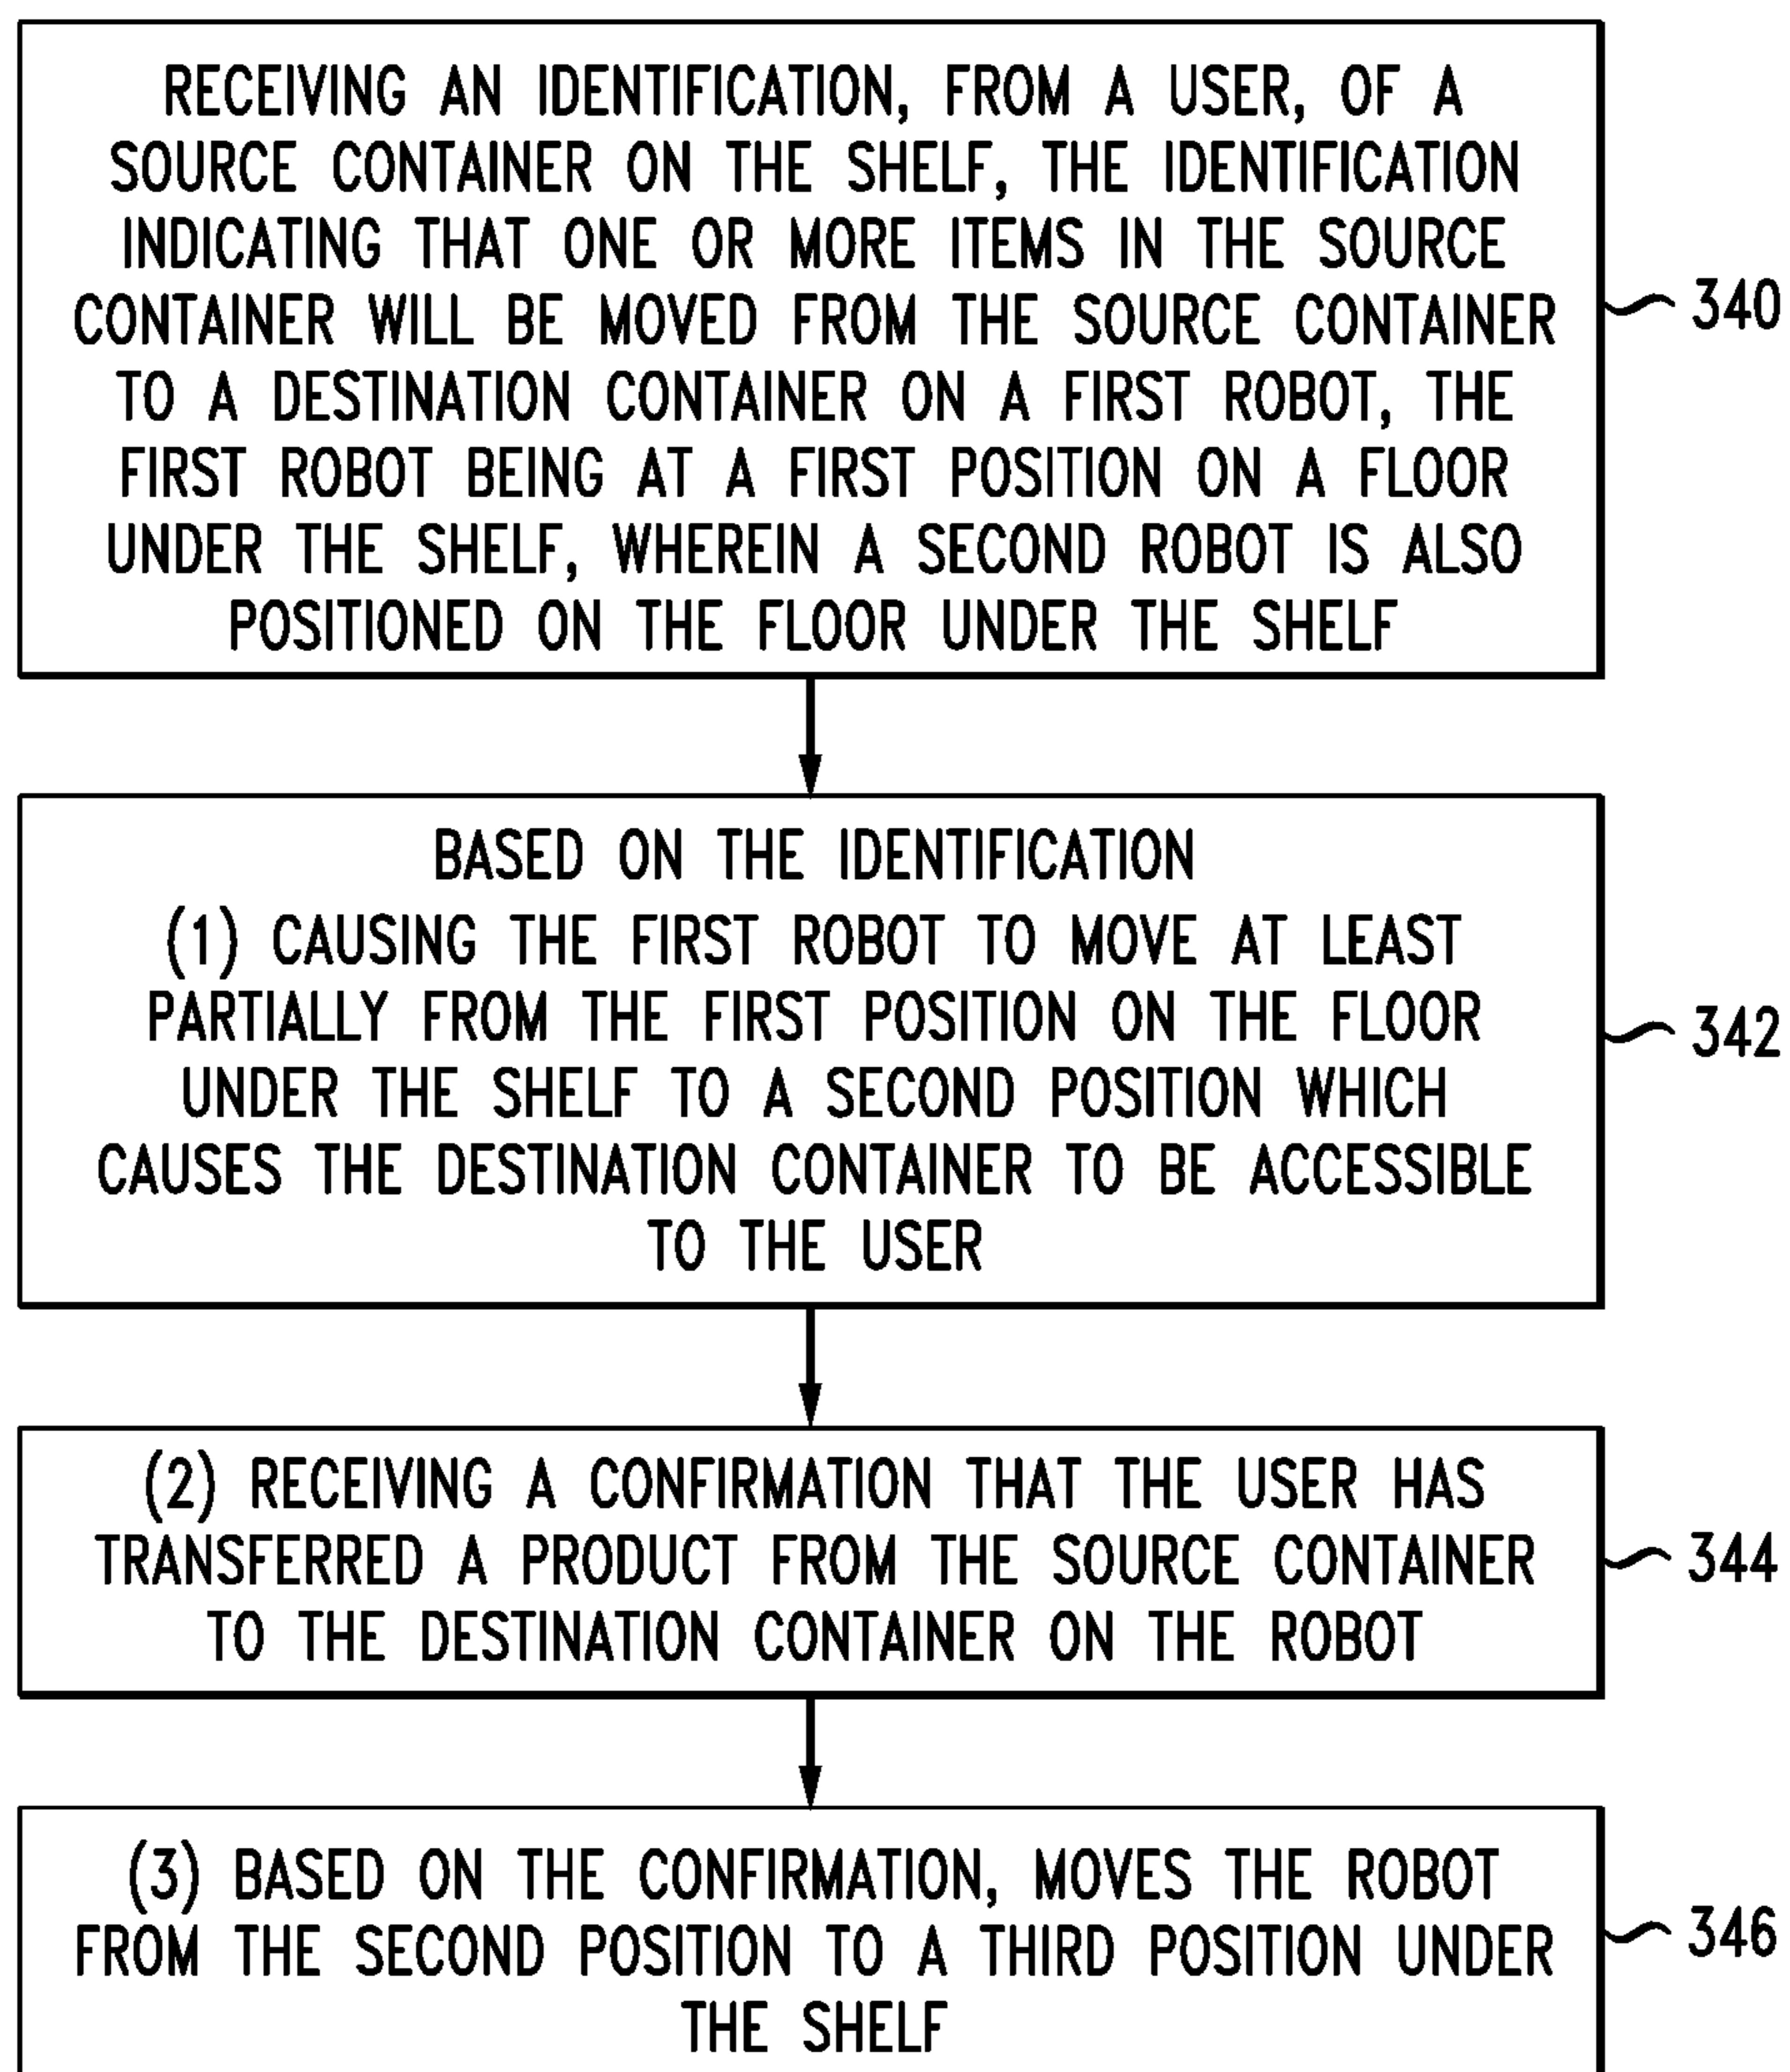 RECEIVING AN IDENTIFICATION, FROM A USER, OF A
SOURCE CONTAINER ON THE SHELF, THE IDENTIFICATION
INDICATING THAT ONE OR MORE ITEMS IN THE SOURCE
CONTAINER WILL BE MOVED FROM THE SOURCE CONTAINER
TO A DESTINATION CONTAINER ON A FIRST ROBOT, THE
FIRST ROBOT BEING AT A FIRST POSITION ON A FLOOR
UNDER THE SHELF, WHEREIN A SECOND ROBOT IS ALSO
POSITIONED ON THE FLOOR UNDER THE SHELF
340
BASED ON THE IDENTIFICATION
(1) CAUSING THE FIRST ROBOT TO MOVE AT LEAST
PARTIALLY FROM THE FIRST POSITION ON THE FLOOR
UNDER THE SHELF TO A SECOND POSITION WHICH
CAUSES THE DESTINATION CONTAINER TO BE ACCESSIBLE
TO THE USER
342
(2) RECEIVING A CONFIRMATION THAT THE USER HAS
TRANSFERRED A PRODUCT FROM THE SOURCE CONTAINER
TO THE DESTINATION CONTAINER ON THE ROBOT
344
(3) BASED ON THE CONFIRMATION, MOVES THE ROBOT
FROM THE SECOND POSITION TO A THIRD POSITION UNDER
THE SHELF
346